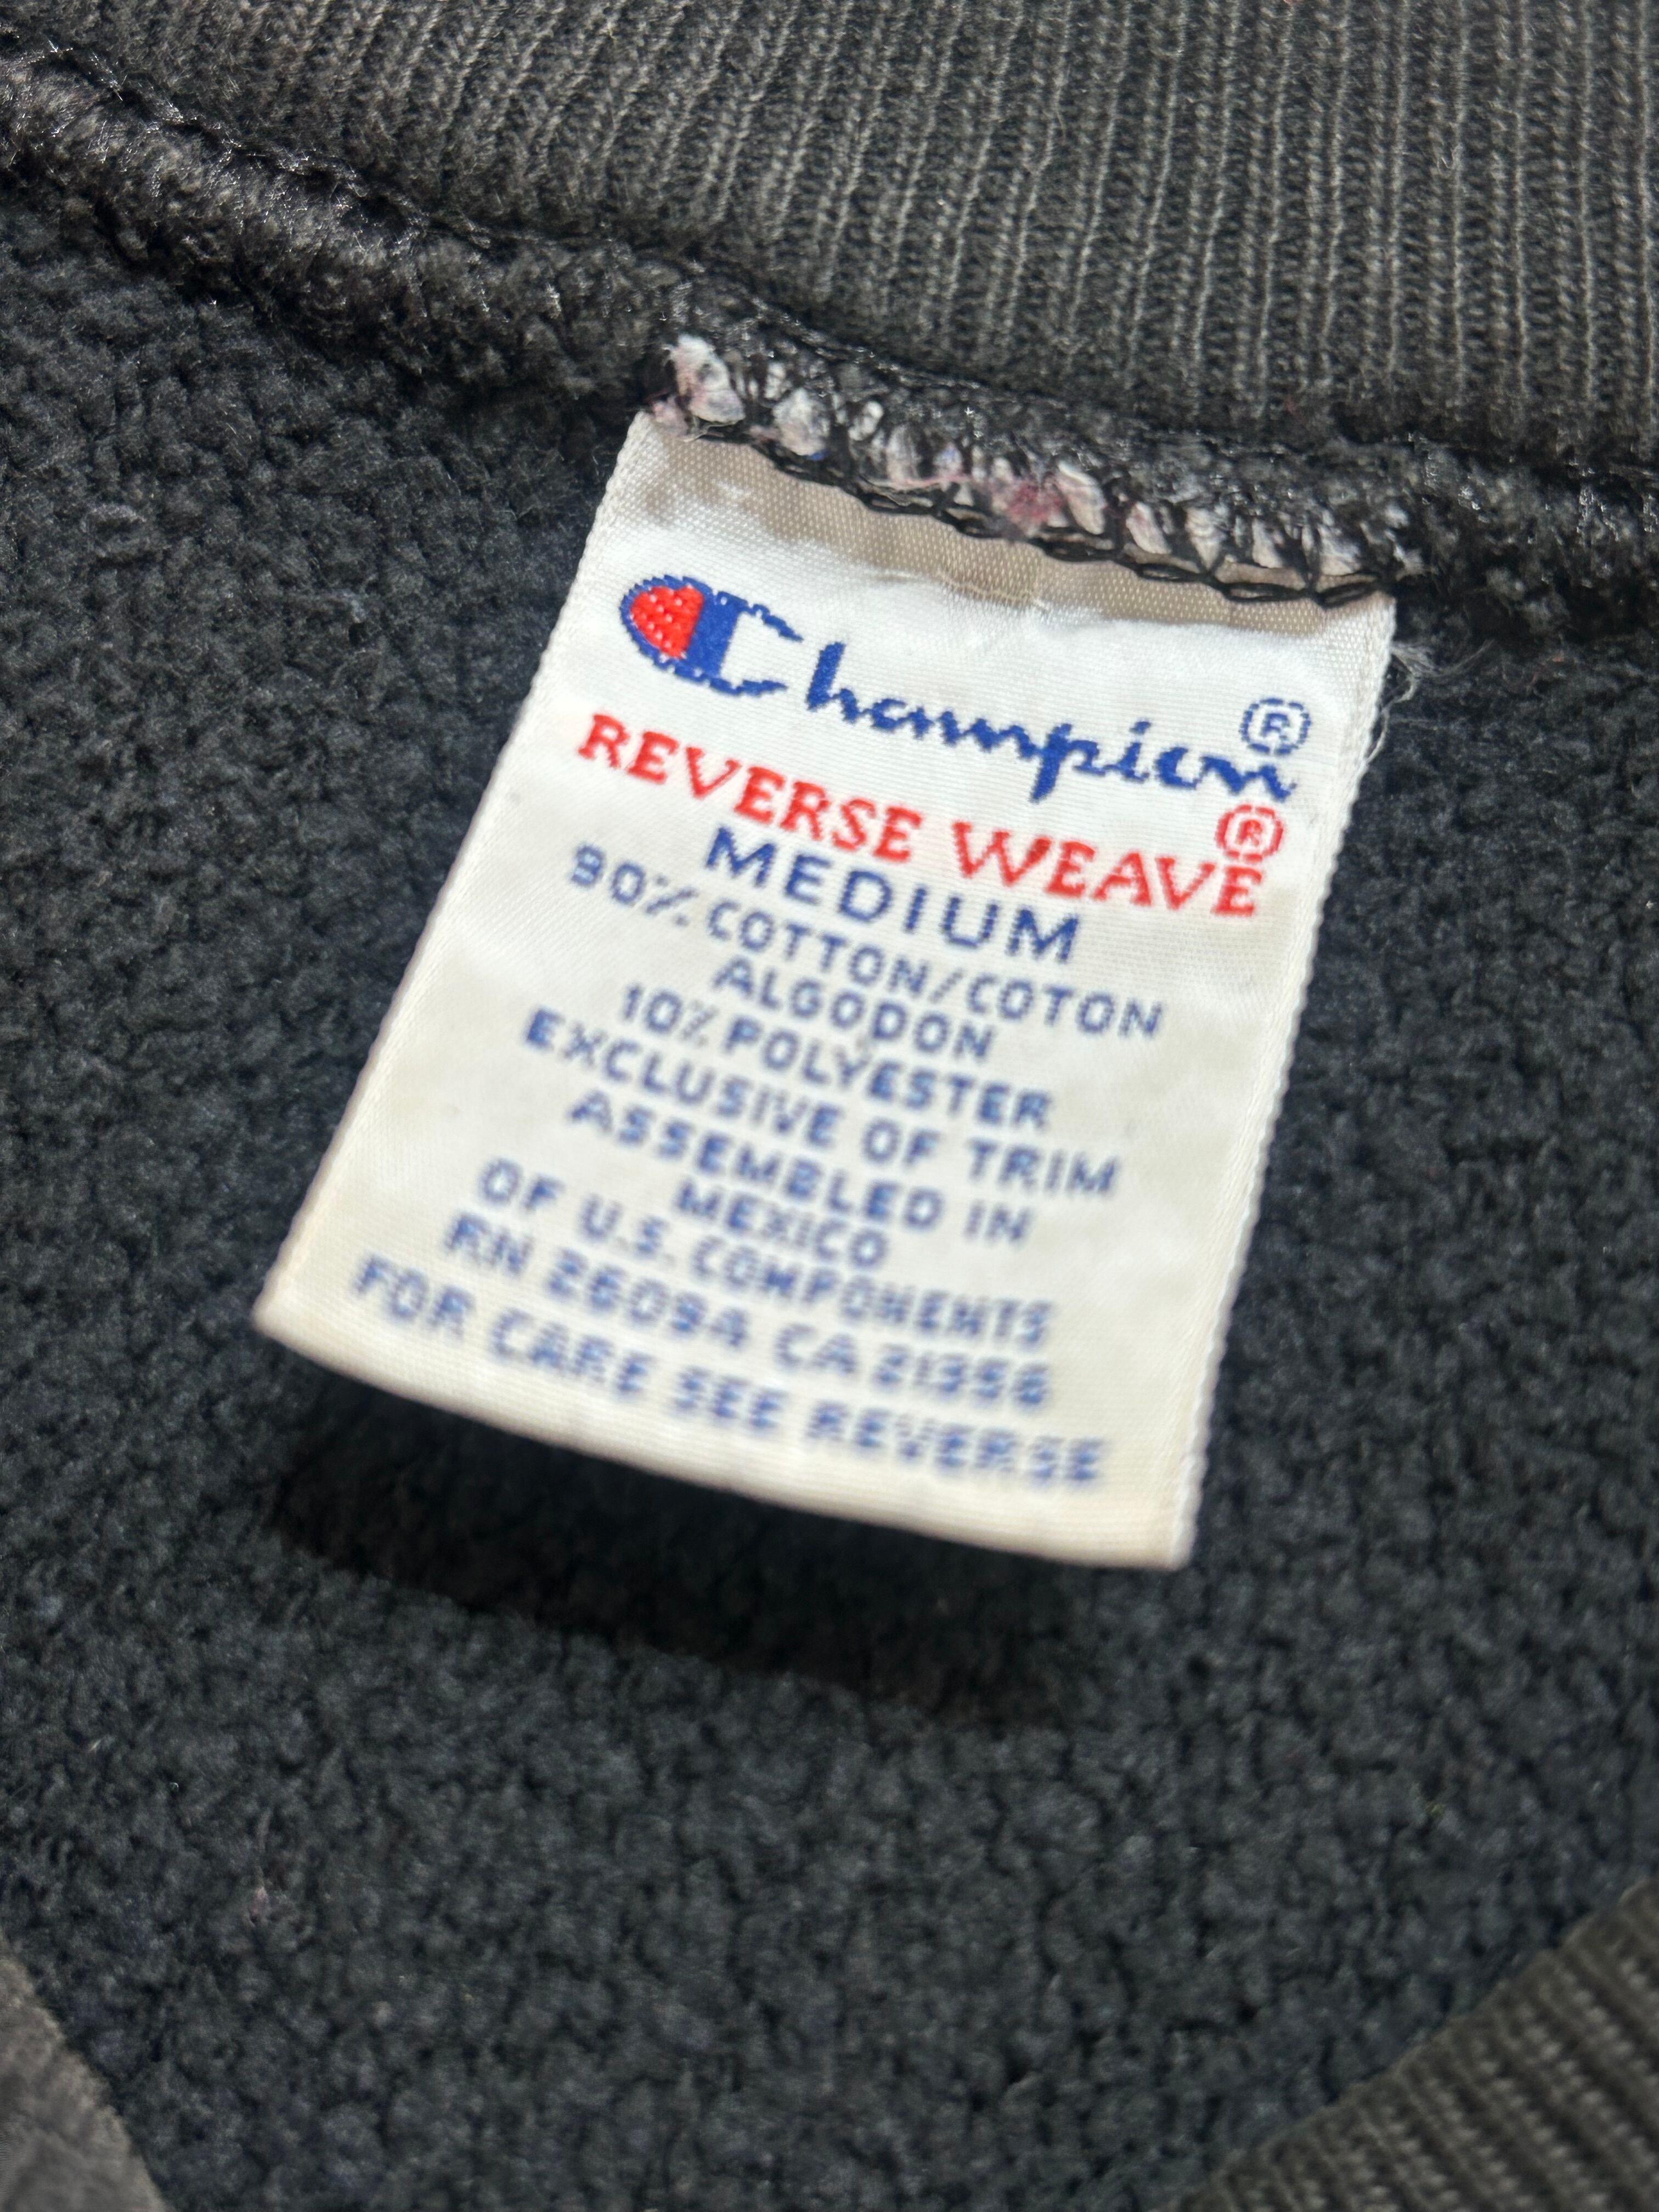 Champion®
REVERSE WEAVE®
MEDIUM
90% COTTON/COTON
ALGODON
10% POLYESTER
EXCLUSIVE OF TRIM
ASSEMBLED IN
MEXICO
OF U.S. COMPONENTS
RN 26094 CA 21356
FOR CARE SEE REVERSE